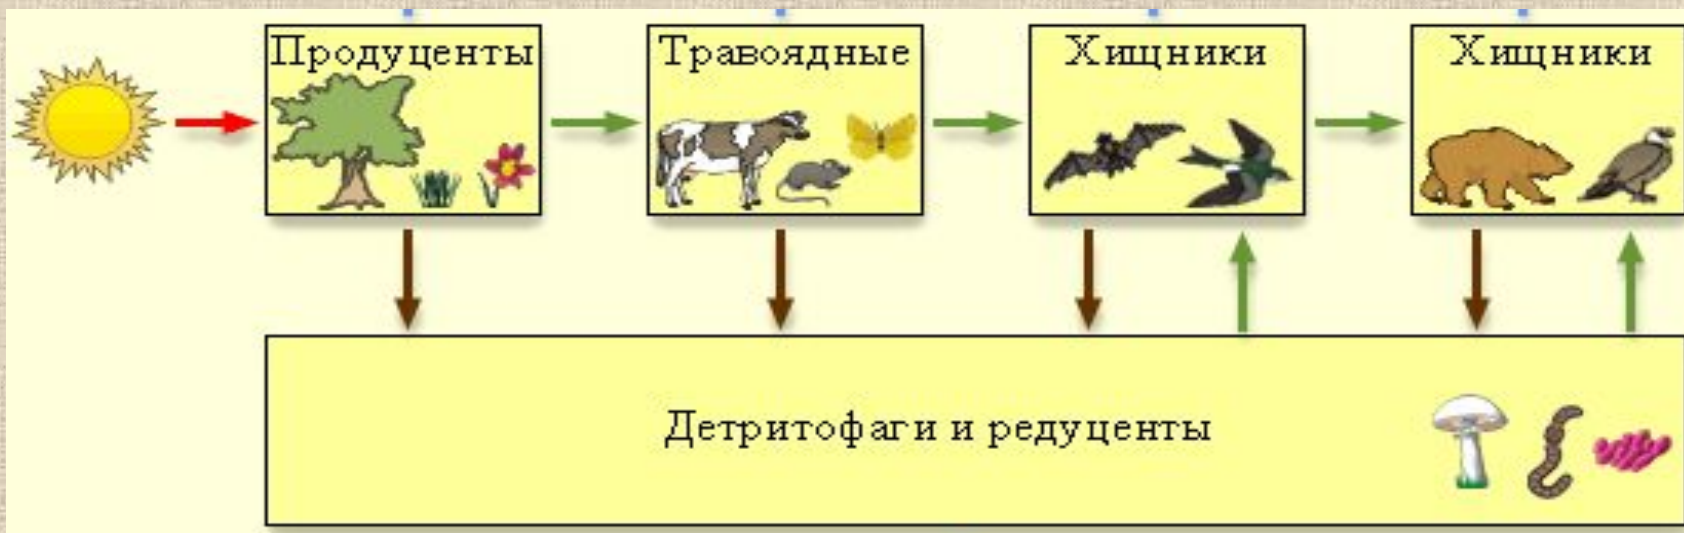 Продуценты
Травоядные
Хищники
Хищники
Детритофаги и редуценты